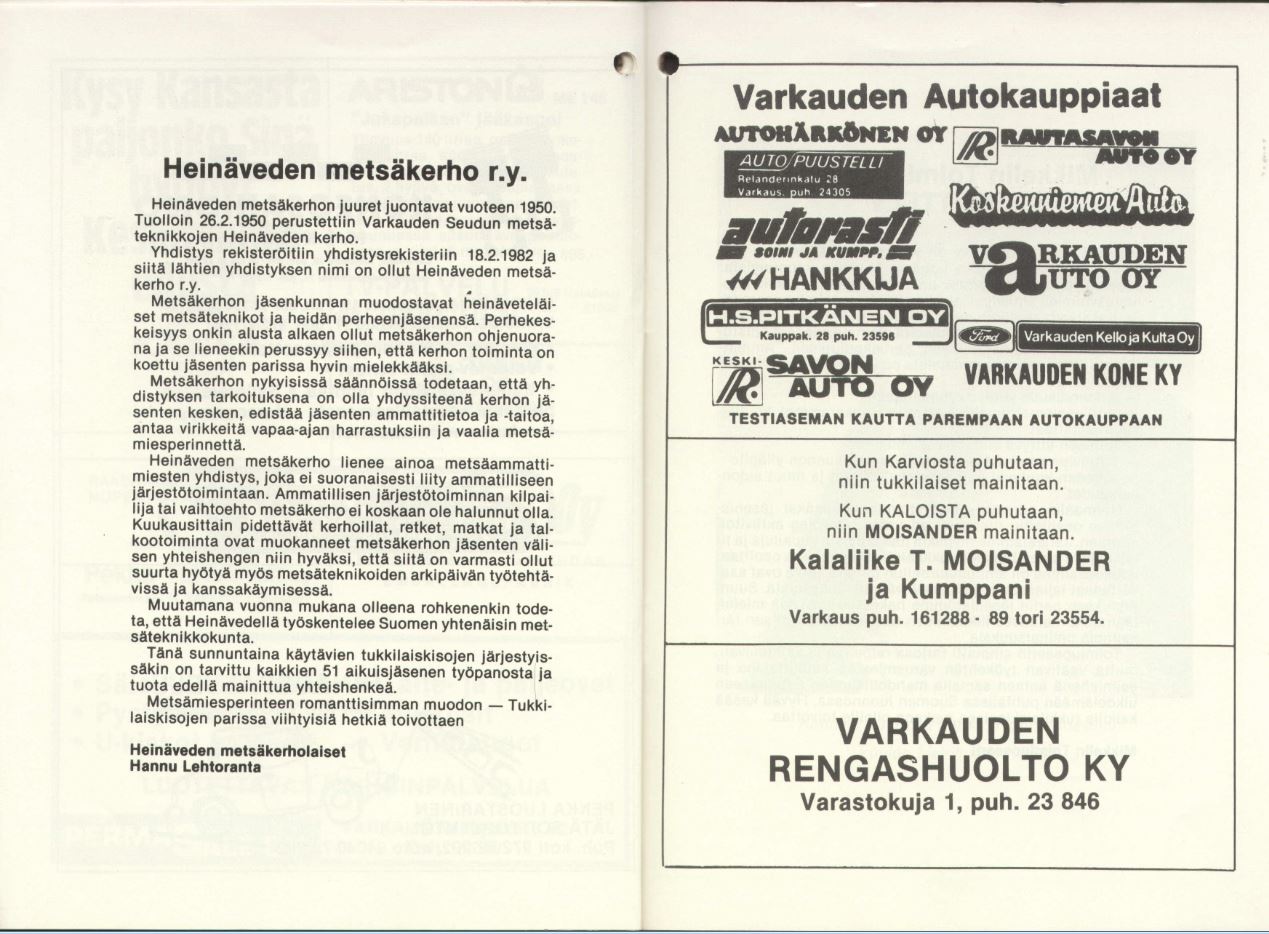 Heinäveden metsäkerho r.y.
Heinäveden metsäkerhon juuret juontavat vuoteen 1950.
Tuolloin 26.2.1950 perustettiin Varkauden Seudun metsä-
teknikkojen Heinäveden kerho.
Yhdistys rekisteröitiin yhdistysrekisteriin 18.2.1982 ja
siitä lähtien yhdistyksen nimi on ollut Heinäveden metsä-
kerho r.y.
Metsäkerhon jäsenkunnan muodostavat heinäveteläi-
set metsäteknikot ja heidän perheenjäsenensä. Perhekes-
keisyys onkin alusta alkaen ollut metsäkerhon ohjenuora-
na ja se lieneekin perussyy siihen, että kerhon toiminta on
koettu jäsenten parissa hyvin mielekkääksi.
Metsäkerhon nykyisissä säännöissä todetaan, että yh-
distyksen tarkoituksena on olla yhdyssiteenä kerhon jä-
senten kesken, edistää jäsenten ammattitietoa ja -taitoa,
antaa virikkeitä vapaa-ajan harrastuksiin ja vaalia metsä-
miesperinnettä.
Heinäveden metsäkerho lienee ainoa metsäammatti-
miesten yhdistys, joka ei suoranaisesti liity ammatilliseen
järjestötoimintaan. Ammatillisen järjestötoiminnan kilpai-
lija tai vaihtoehto metsäkerho ei koskaan ole halunnut olla.
Kuukausittain pidettävät kerhoillat, retket, matkat ja tal-
kootoiminta ovat muokanneet metsäkerhon jäsenten väli-
sen yhteishengen niin hyväksi, että siitä on varmasti ollut
suurta hyötyä myös metsäteknikoiden arkipäivän työtehtä-
vissä ja kanssakäymisessä.
Muutamana vuonna mukana olleena rohkenenkin tode-
ta, että Heinävedellä työskentelee Suomen yhtenäisin met-
säteknikkokunta.
Tänä sunnuntaina käytävien tukkilaiskisojen järjestyis-
säkin on tarvittu kaikkien 51 aikuisjäsenen työpanosta ja
tuota edellä mainittua yhteishenkeä.
Metsämiesperinteen romanttisimman muodon — Tukki-
laiskisojen parissa viihtyisiä hetkiä toivottaen
Heinäveden metsäkerholaiset
Hannu Lehtoranta
Varkauden Autokauppiaat
AUTOHÄRKÖNEN OY
R. RAUTASAVON
AUTO OY
AUTO/PUUSTELLI
Relanderinkatu 28
Varkaus, puh. 24305
Koskenniemen Auto
autorasti
SOINI JA KUMPP.
VARKAUDEN
AUTO OY
HANKKIJA
H.S.PITKÄNEN OY
Kauppak. 28 puh. 23596
Ford
Varkauden Kello ja Kulta Oy
KESKI-
R. SAVON
AUTO OY
VARKAUDEN KONE KY
TESTIASEMAN KAUTTA PAREMPAAN AUTOKAUPPAAN
Kun Karviosta puhutaan,
niin tukkilaiset mainitaan.
Kun KALOISTA puhutaan,
niin MOISANDER mainitaan.
Kalaliike T. MOISANDER
ja Kumppani
Varkaus puh. 161288 - 89 tori 23554.
VARKAUDEN
RENGASHUOLTO KY
Varastokuja 1, puh. 23 846